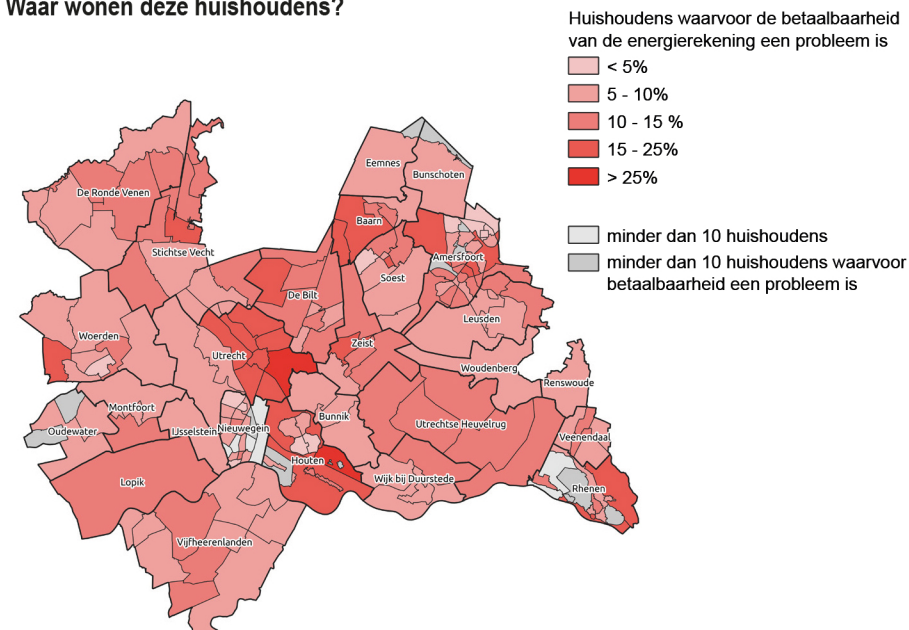 Waar wonen deze huishoudens?
Huishoudens waarvoor de betaalbaarheid
van de energierekening een probleem is
< 5%
5 - 10%
10 - 15 %
15 - 25%
> 25%
minder dan 10 huishoudens
minder dan 10 huishoudens waarvoor
betaalbaarheid een probleem is
Eemnes
Bunschoten
De Ronde Venen
Baarn
Stichtse Vecht
Amersfoort
Soest
De Bilt
Leusden
Woerden
Zeist
Utrecht
Woudenberg
Renswoude
Montfoort
Bunnik
Utrechtse Heuvelrug
Oudewater
IJsselstein
Nieuwegein
Veenendaal
Houten
Lopik
Wijk bij Duurstede
Rhenen
Vijfheerenlanden